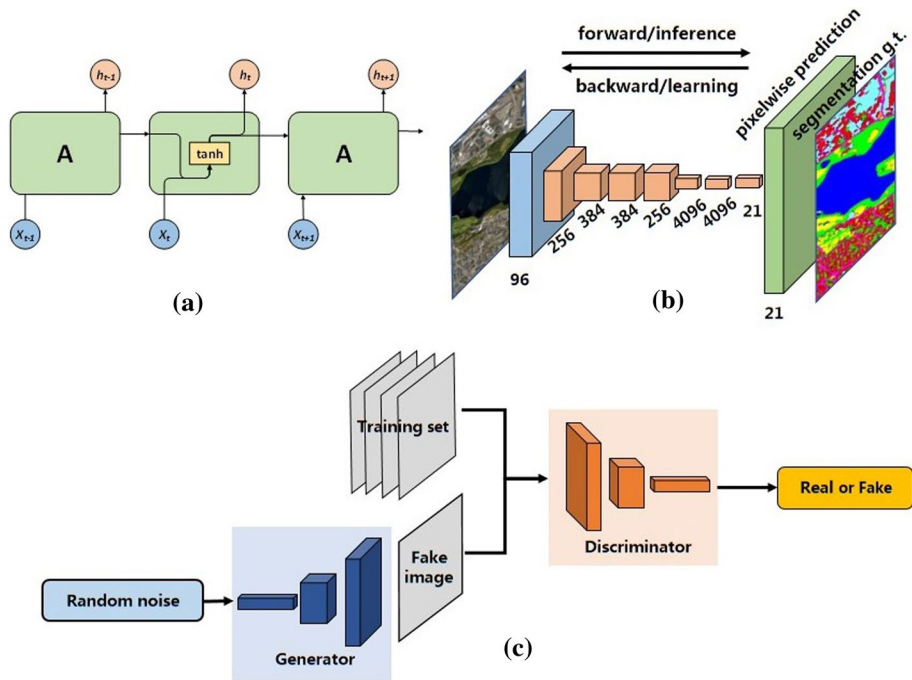 h_{t-1}
h_t
h_{t+1}
A
tanh
A
X_{t-1}
X_t
X_{t+1}
(a)
forward/inference
backward/learning
pixelwise prediction
segmentation g.t.
96
256
384
384
256
4096
4096
21
21
(b)
Training set
Fake
image
Random noise
Generator
Discriminator
Real or Fake
(c)